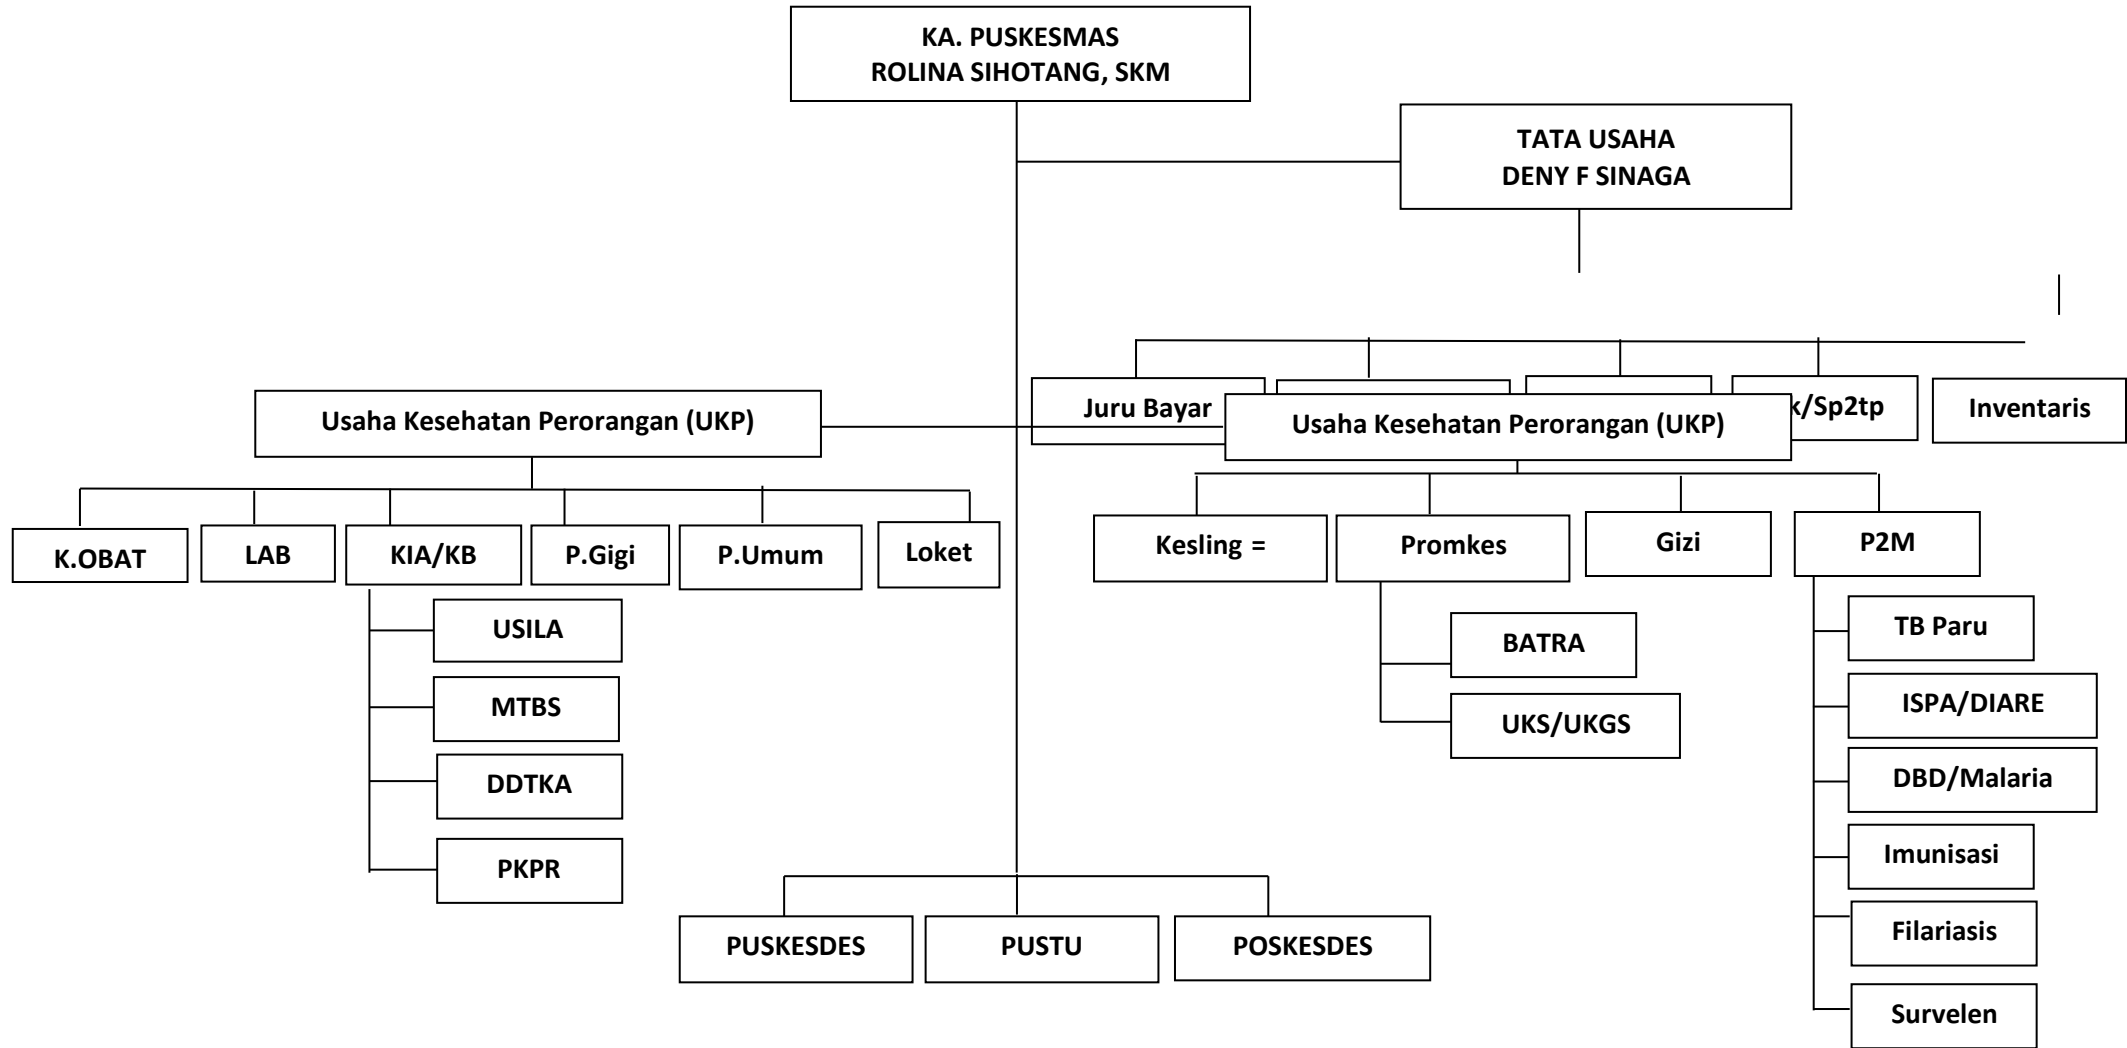 KA. PUSKESMAS
ROLINA SIHOTANG, SKM
TATA USAHA
DENY F SINAGA
Juru Bayar
k/Sp2tp
Inventaris
Usaha Kesehatan Perorangan (UKP)
Usaha Kesehatan Perorangan (UKP)
K.OBAT
LAB
KIA/KB
P.Gigi
P.Umum
Loket
Kesling =
Promkes
Gizi
P2M
USILA
MTBS
DDTKA
PKPR
BATRA
UKS/UKGS
TB Paru
ISPA/DIARE
DBD/Malaria
Imunisasi
Filariasis
Survelen
PUSKESDES
PUSTU
POSKESDES